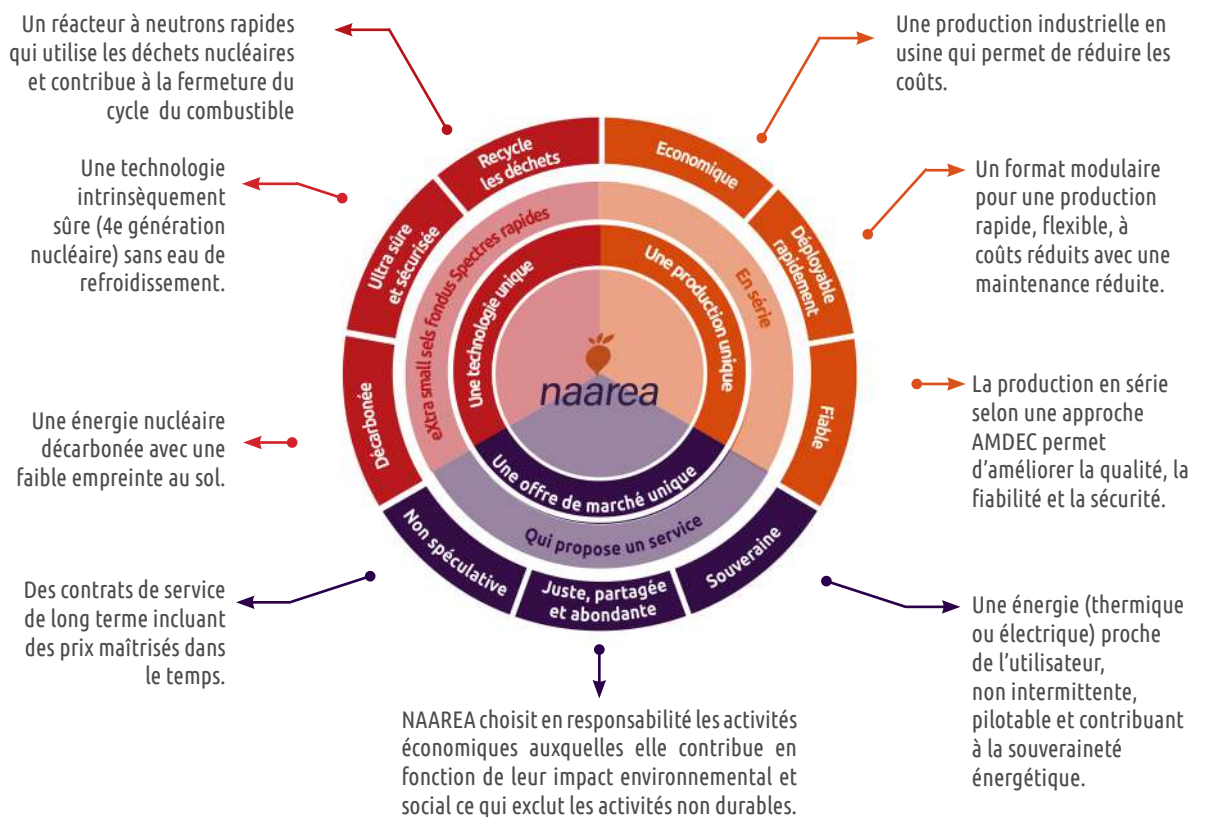 Un réacteur à neutrons rapides
qui utilise les déchets nucléaires
et contribue à la fermeture du
cycle du combustible
Une technologie
intrinsèquement
sûre (4e génération
nucléaire) sans eau de
refroidissement.
Une énergie nucléaire
décarbonée avec une
faible empreinte au sol.
Des contrats de service
de long terme incluant
des prix maîtrisés dans
le temps.
Recycle
les déchets
Ultra sûre
et sécurisée
Décarbonée
Economique
Déployable
rapidement
Fiable
Non spéculative
Juste, partagée
et abondante
Souveraine
eXtra small sels fondus Spectres rapides
En série
Qui propose un service
Une technologie unique
Une production unique
Une offre de marché unique
naarea
Une production industrielle en
usine qui permet de réduire les
coûts.
Un format modulaire
pour une production
rapide, flexible, à
coûts réduits avec une
maintenance réduite.
La production en série
selon une approche
AMDEC permet
d’améliorer la qualité, la
fiabilité et la sécurité.
Une énergie (thermique
ou électrique) proche
de l’utilisateur,
non intermittente,
pilotable et contribuant
à la souveraineté
énergétique.
NAAREA choisit en responsabilité les activités
économiques auxquelles elle contribue en
fonction de leur impact environnemental et
social ce qui exclut les activités non durables.